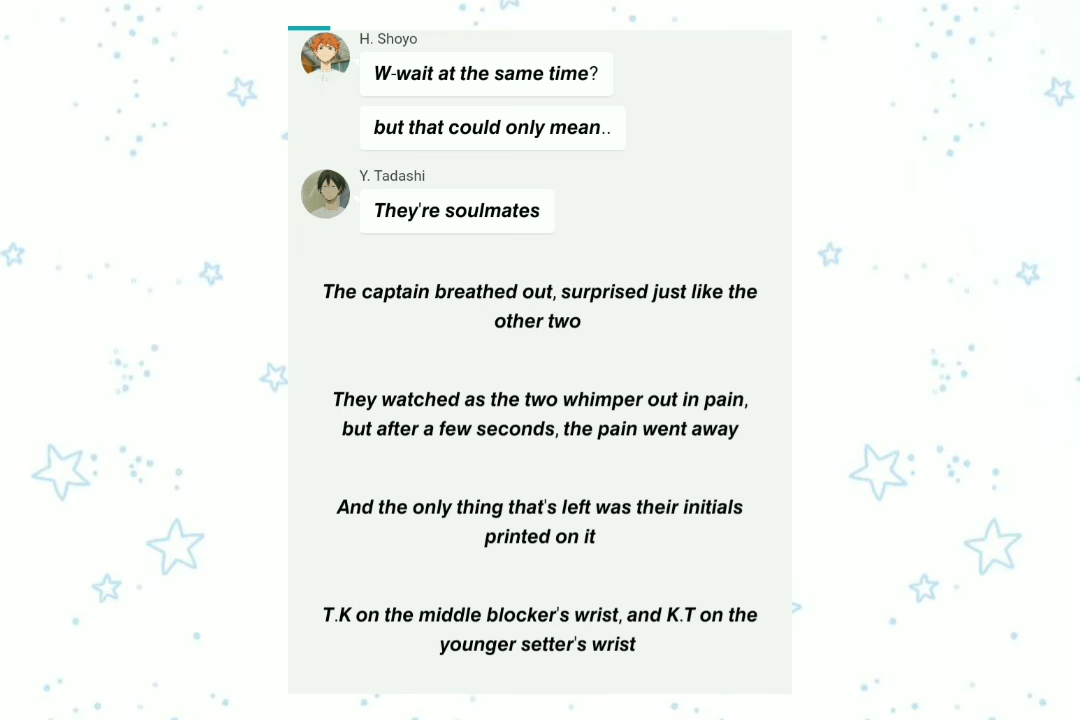 H. Shoyo
W-wait at the same time?
but that could only mean..
Y. Tadashi
They're soulmates
The captain breathed out, surprised just like the
other two
They watched as the two whimper out in pain,
but after a few seconds, the pain went away
And the only thing that's left was their initials
printed on it
T.K on the middle blocker's wrist, and K.T on the
younger setter's wrist